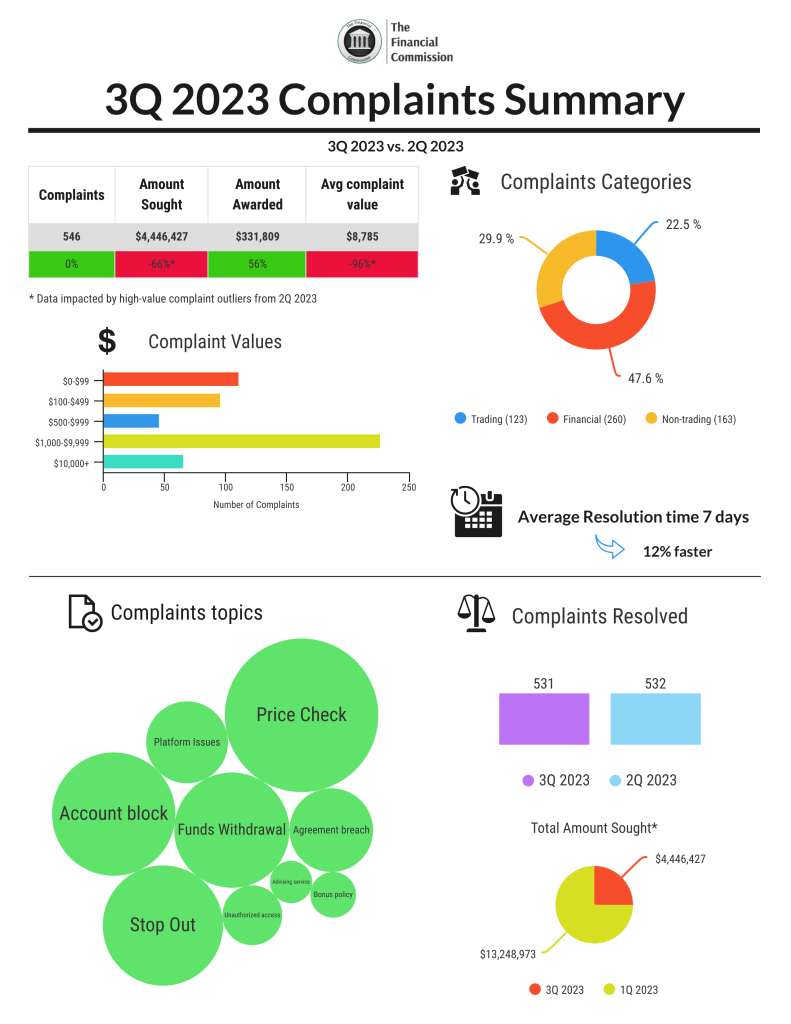 The
Financial
Commission
3Q 2023 Complaints Summary
3Q 2023 vs. 2Q 2023
Complaints
Amount
Sought
Amount
Awarded
Avg complaint
value
546
$4,446,427
$331,809
$8,785
0%
-66%*
56%
-96%*
* Data impacted by high-value complaint outliers from 2Q 2023
Complaints Categories
22.5 %
29.9 %
47.6 %
Trading (123)
Financial (260)
Non-trading (163)
$ Complaint Values
$0-$99
$100-$499
$500-$999
$1,000-$9,999
$10,000+
0 50 100 150 200 250
Number of Complaints
Average Resolution time 7 days
12% faster
Complaints topics
Price Check
Platform Issues
Account block
Funds Withdrawal
Agreement breach
Advising service
Bonus policy
Unauthorized access
Stop Out
Complaints Resolved
531
532
3Q 2023
2Q 2023
Total Amount Sought*
$4,446,427
$13,248,973
3Q 2023
1Q 2023